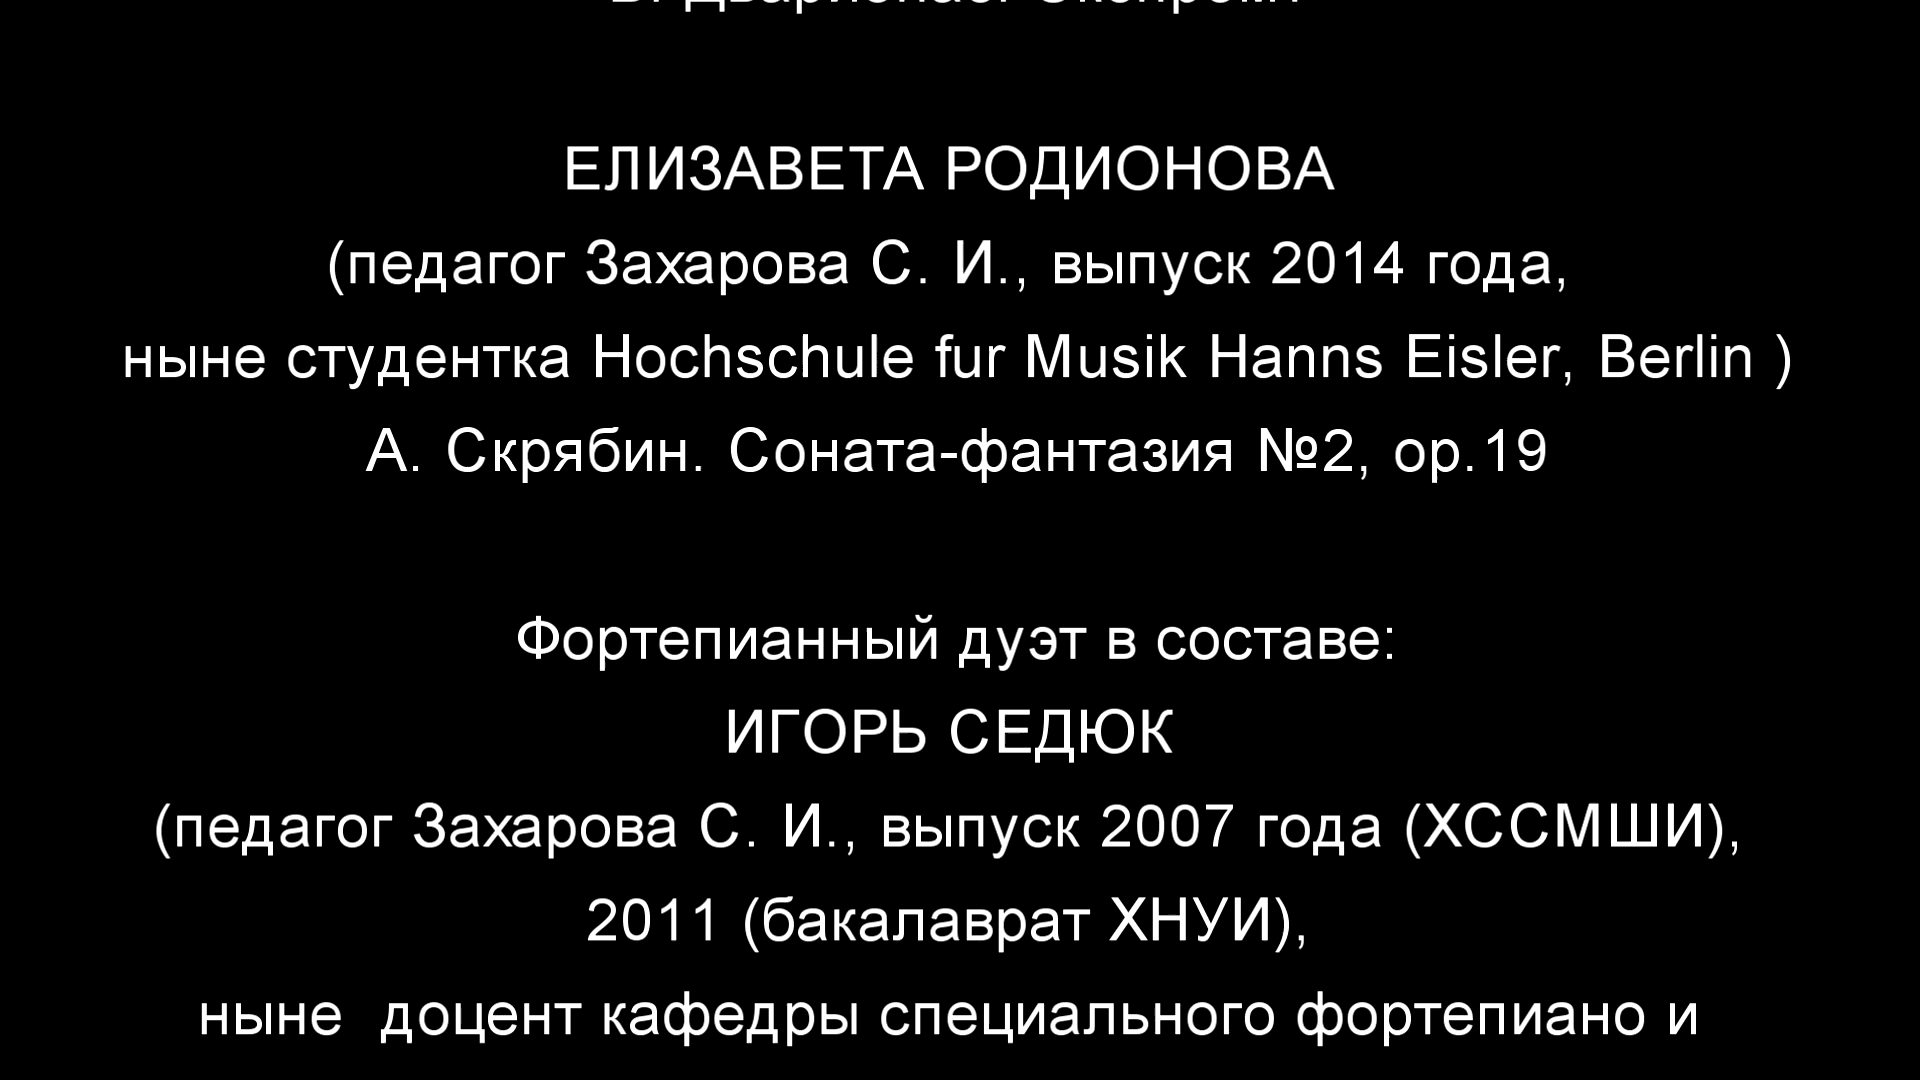 ЕЛИЗАВЕТА РОДИОНОВА
(педагог Захарова С. И., выпуск 2014 года,
ныне студентка Hochschule fur Musik Hanns Eisler, Berlin )
А. Скрябин. Соната-фантазия №2, ор.19
Фортепианный дуэт в составе:
ИГОРЬ СЕДЮК
(педагог Захарова С. И., выпуск 2007 года (ХССМШИ),
2011 (бакалаврат ХНУИ),
ныне  доцент кафедры специального фортепиано и